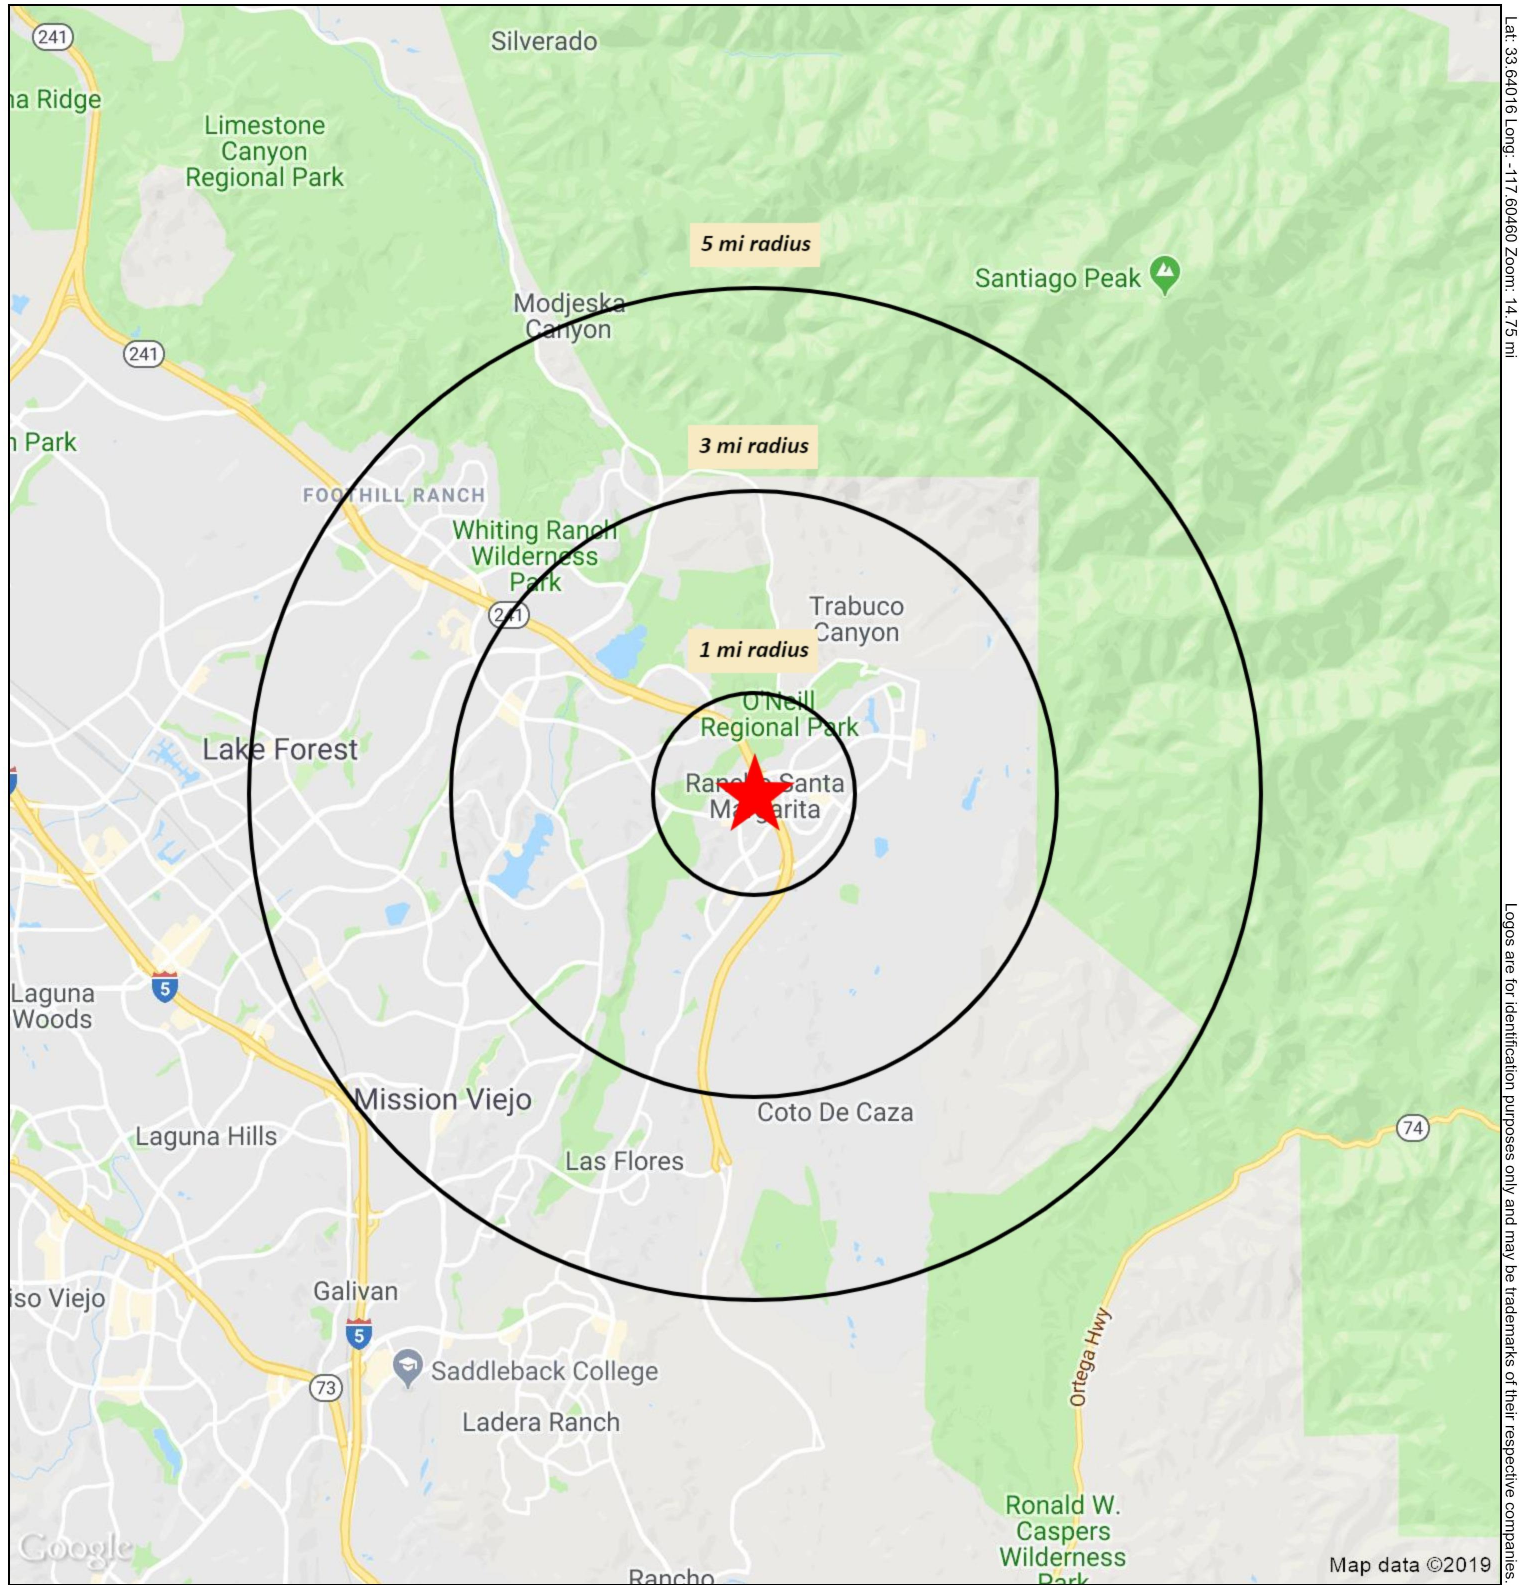 241
Silverado
na Ridge
Limestone
Canyon
Regional Park
5 mi radius
Santiago Peak
Modjeska
Canyon
241
3 mi radius
n Park
FOOTHILL RANCH
Whiting Ranch
Wilderness
Park
241
Trabuco
Canyon
1 mi radius
O'Neill
Regional Park
Lake Forest
Rancho Santa
Margarita
5
Laguna
Woods
Mission Viejo
Coto De Caza
74
Laguna Hills
Las Flores
Galivan
iso Viejo
5
Ortega Hwy
73
Saddleback College
Ladera Ranch
Ronald W.
Caspers
Wilderness
Park
Google
Map data ©2019
Rancho
Lat: 33.64016 Long: -117.60460 Zoom: 14.75 mi
Logos are for identification purposes only and may be trademarks of their respective companies.